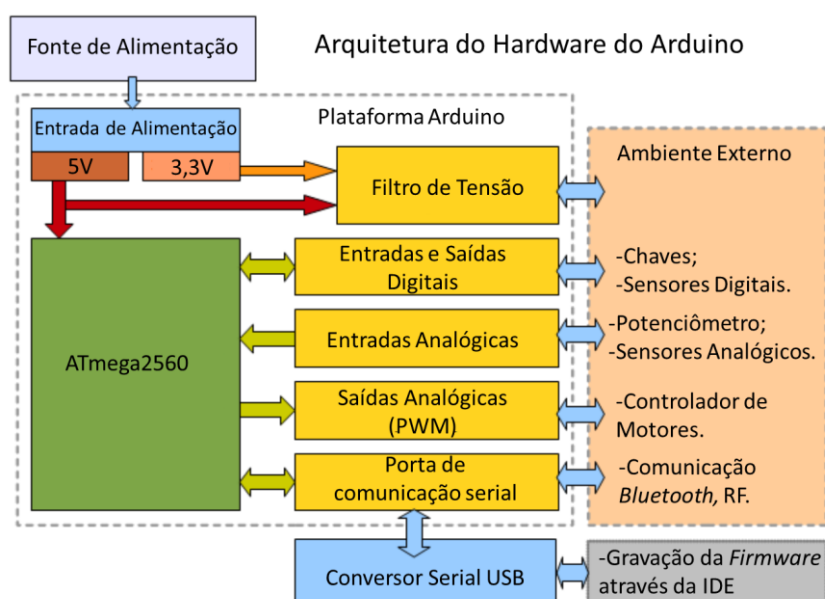 Fonte de Alimentação
Arquitetura do Hardware do Arduino
Entrada de Alimentação
Plataforma Arduino
5V
3,3V
Filtro de Tensão
Ambiente Externo
Entradas e Saídas
Digitais
-Chaves;
-Sensores Digitais.
ATmega2560
Entradas Analógicas
-Potenciômetro;
-Sensores Analógicos.
Saídas Analógicas
(PWM)
-Controlador de
Motores.
Porta de
comunicação serial
-Comunicação
Bluetooth, RF.
Conversor Serial USB
-Gravação da Firmware
através da IDE